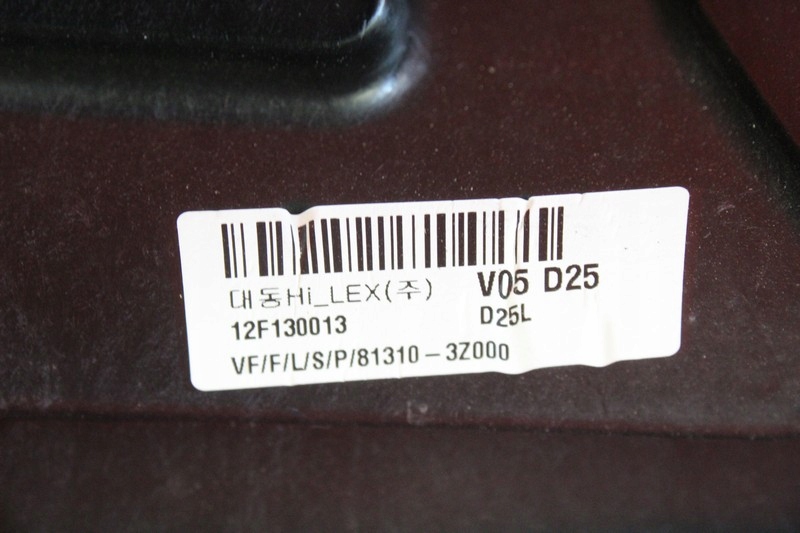 대동Hi_LEX(주) V05 D25
12F130013 D25L
VF/F/L/S/P/81310-3Z000